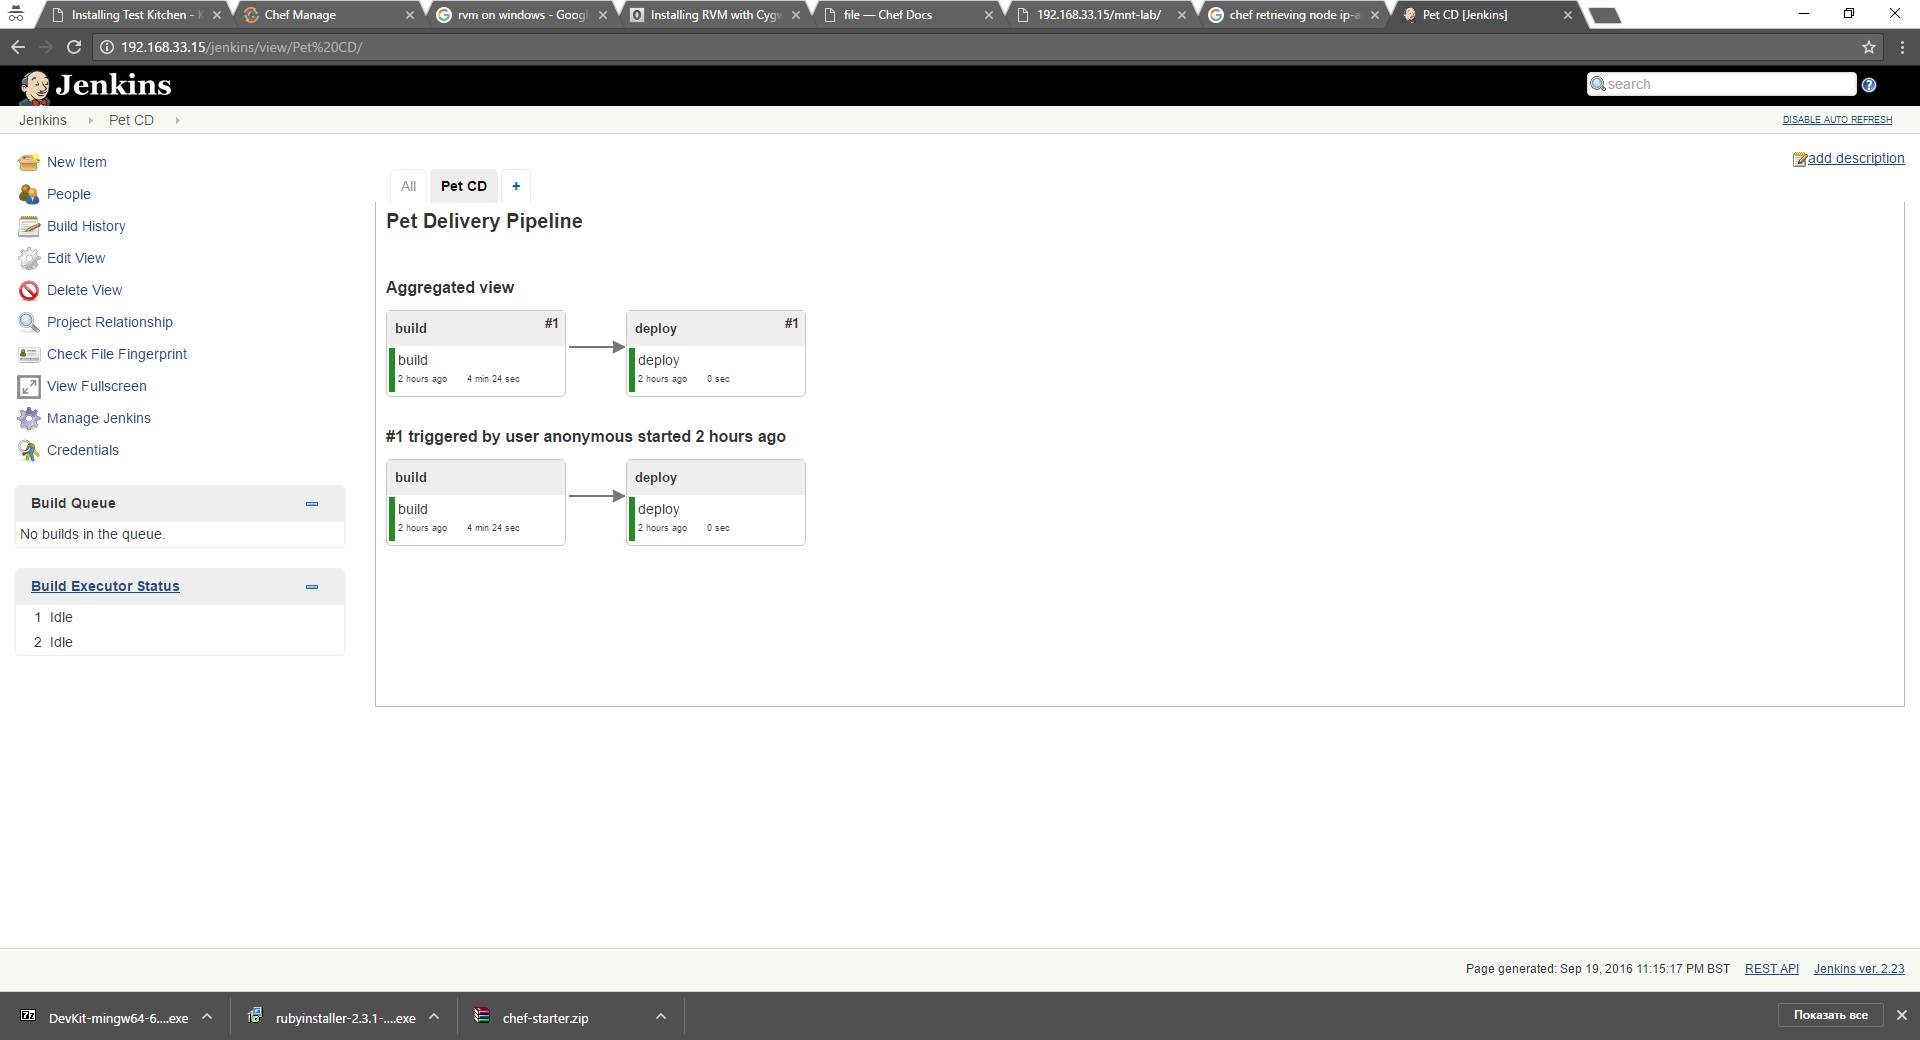 Installing Test Kitchen - K
Chef Manage
rvm on windows - Googl
Installing RVM with Cygw
file — Chef Docs
192.168.33.15/mnt-lab/
chef retrieving node ip-a
Pet CD [Jenkins]
192.168.33.15/jenkins/view/Pet%20CD/
Jenkins
search
Jenkins
Pet CD
DISABLE AUTO REFRESH
New Item
People
Build History
Edit View
Delete View
Project Relationship
Check File Fingerprint
View Fullscreen
Manage Jenkins
Credentials
Build Queue
No builds in the queue.
Build Executor Status
1 Idle
2 Idle
add description
All
Pet CD
+
Pet Delivery Pipeline
Aggregated view
build #1
build
2 hours ago 4 min 24 sec
deploy #1
deploy
2 hours ago 0 sec
#1 triggered by user anonymous started 2 hours ago
build
build
2 hours ago 4 min 24 sec
deploy
deploy
2 hours ago 0 sec
Page generated: Sep 19, 2016 11:15:17 PM BST
REST API
Jenkins ver. 2.23
DevKit-mingw64-6....exe
rubyinstaller-2.3.1-....exe
chef-starter.zip
Показать все